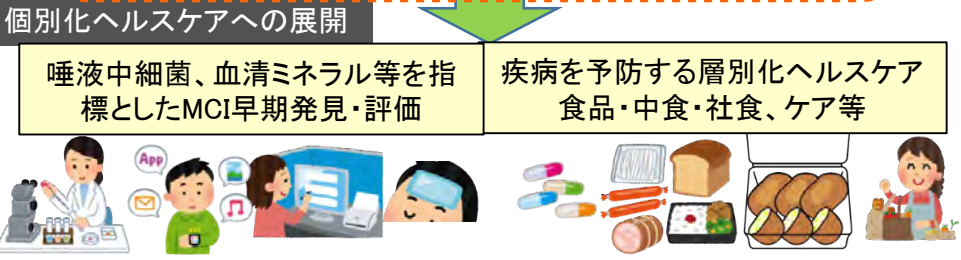 個別化ヘルスケアへの展開
唾液中細菌、血清ミネラル等を指
標としたMCI早期発見・評価
疾病を予防する層別化ヘルスケア
食品・中食・社食、ケア等
App